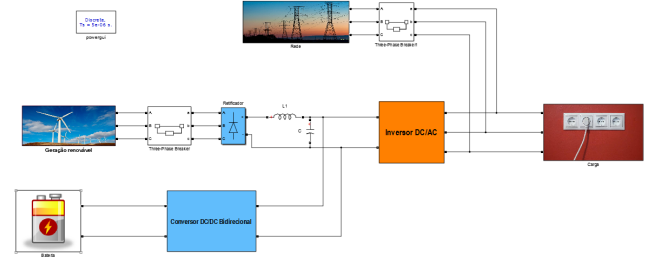 Discrete,
Ts = 5e-06 s.
powergui
Rede
A
B
C
Three-Phase Breaker1
Retificador
L1
C
Inversor DC/AC
Carga
A
B
C
Geração renovável
Three-Phase Breaker
Conversor DC/DC Bidirecional
Bateria